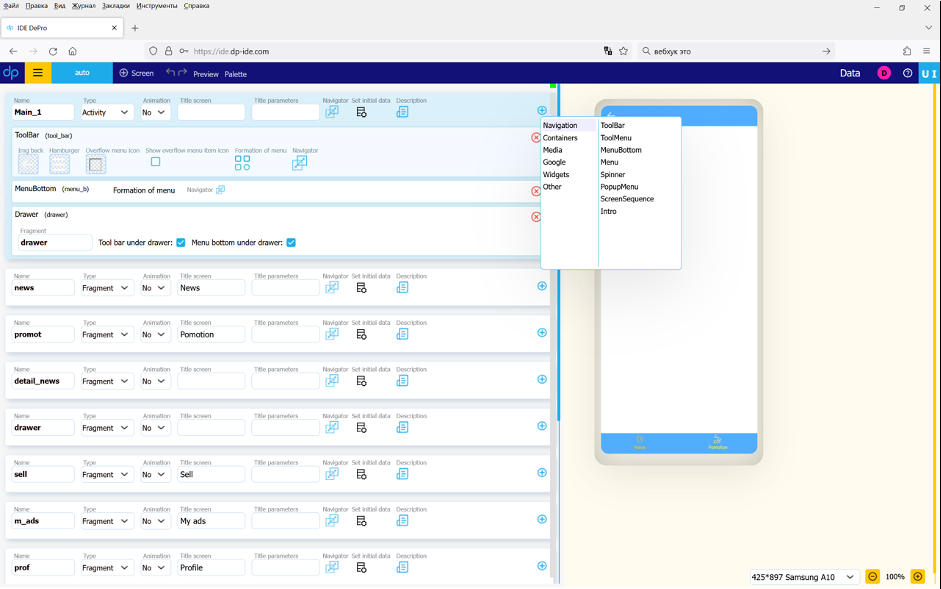 Файл Правка Вид Журнал Закладки Инструменты Справка
dp IDE DePro
https://ide.dp-ide.com
вебхук это
dp auto Screen Preview Palette Data D UI
Name Type Animation Title screen Title parameters Navigator Set initial data Description
Main_1 Activity No
ToolBar (tool_bar)
Img back Hamburger Overflow menu icon Show overflow menu item icon Formation of menu Navigator
MenuBottom (menu_b) Formation of menu Navigator
Drawer (drawer)
Fragment
drawer Tool bar under drawer: Menu bottom under drawer:
Navigation ToolBar
Containers ToolMenu
Media MenuBottom
Google Menu
Widgets Spinner
Other PopupMenu
ScreenSequence
Intro
Name Type Animation Title screen Title parameters Navigator Set initial data Description
news Fragment No News
Name Type Animation Title screen Title parameters Navigator Set initial data Description
promot Fragment No Pomotion
Name Type Animation Title screen Title parameters Navigator Set initial data Description
detail_news Fragment No
Name Type Animation Title screen Title parameters Navigator Set initial data Description
drawer Fragment No
Name Type Animation Title screen Title parameters Navigator Set initial data Description
sell Fragment No Sell
Name Type Animation Title screen Title parameters Navigator Set initial data Description
m_ads Fragment No My ads
Name Type Animation Title screen Title parameters Navigator Set initial data Description
prof Fragment No Profile
425*897 Samsung A10 100%